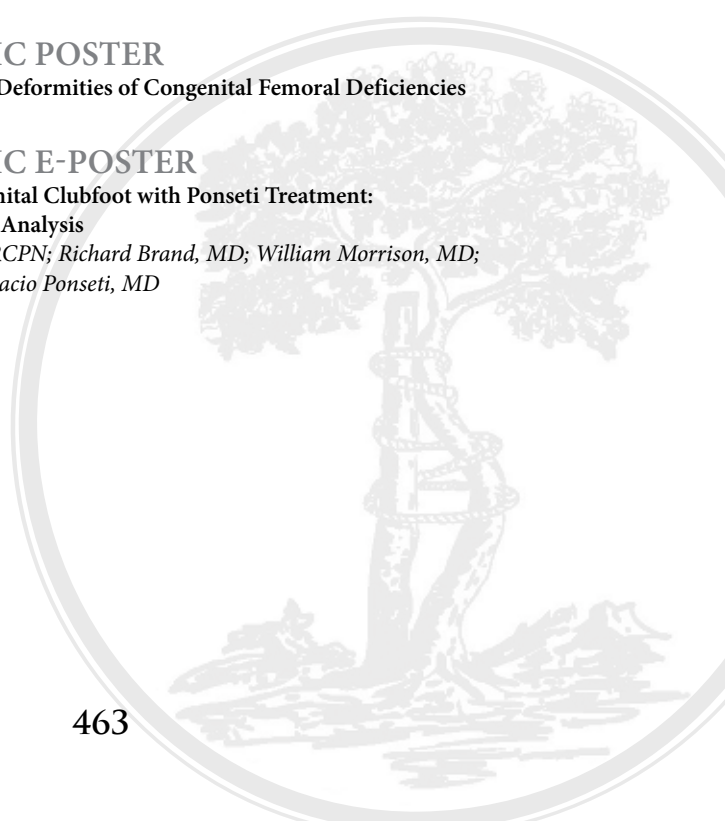 IC POSTER
Deformities of Congenital Femoral Deficiencies
IC E-POSTER
nital Clubfoot with Ponseti Treatment:
Analysis
RCPN; Richard Brand, MD; William Morrison, MD;
acio Ponseti, MD
463